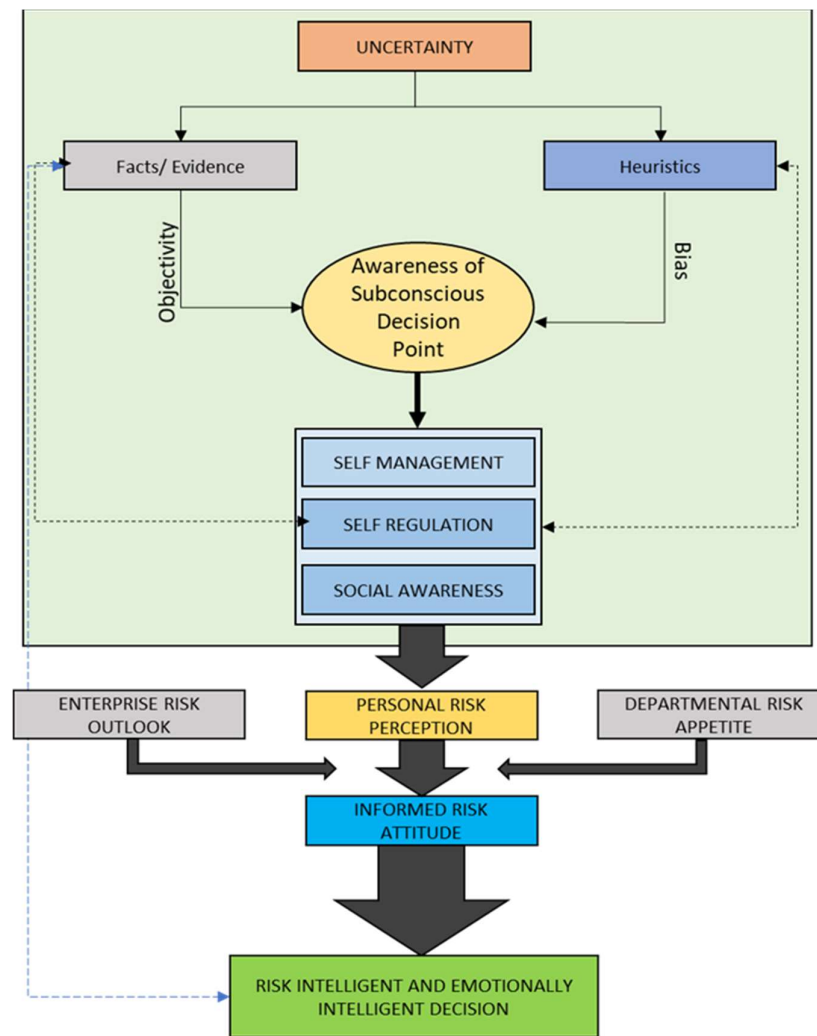 UNCERTAINTY
Facts/ Evidence
Heuristics
Objectivity
Bias
Awareness of
Subconscious
Decision
Point
SELF MANAGEMENT
SELF REGULATION
SOCIAL AWARENESS
ENTERPRISE RISK
OUTLOOK
PERSONAL RISK
PERCEPTION
DEPARTMENTAL RISK
APPETITE
INFORMED RISK
ATTITUDE
RISK INTELLIGENT AND EMOTIONALLY
INTELLIGENT DECISION